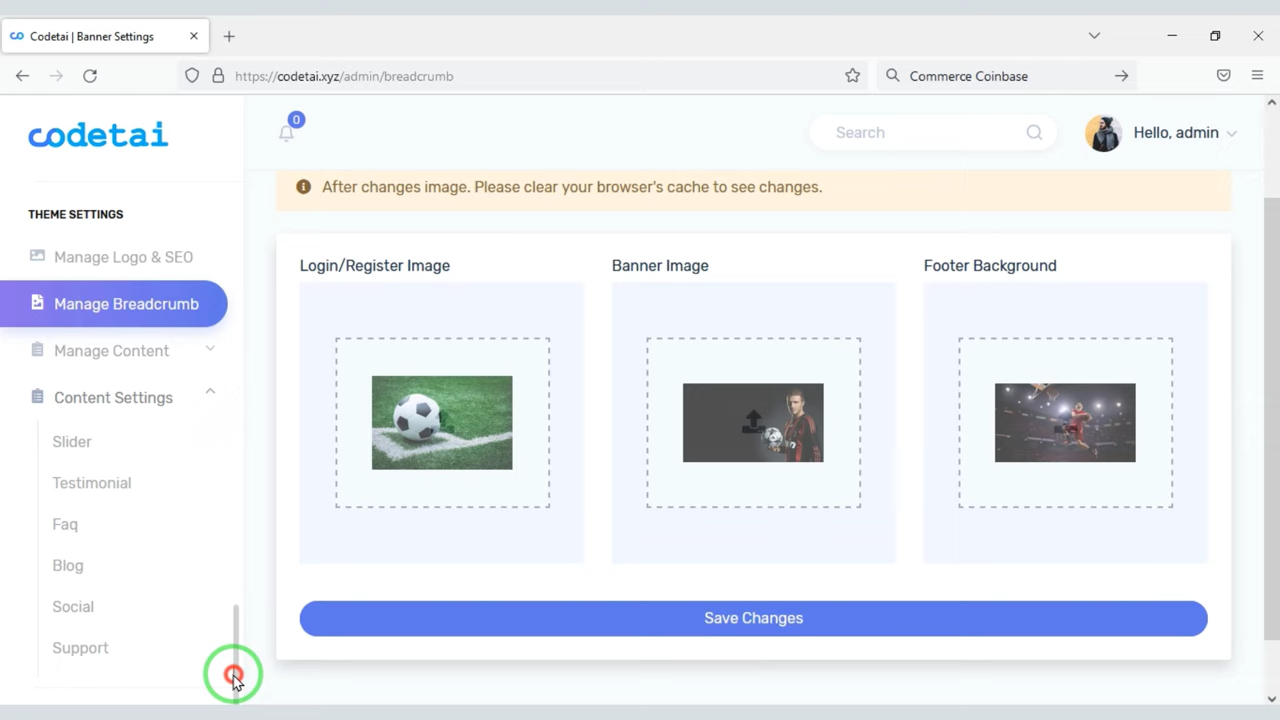 Codetai | Banner Settings
https://codetai.xyz/admin/breadcrumb
Commerce Coinbase
codetai
0
Search
Hello, admin
THEME SETTINGS
Manage Logo & SEO
Manage Breadcrumb
Manage Content
Content Settings
Slider
Testimonial
Faq
Blog
Social
Support
After changes image. Please clear your browser's cache to see changes.
Login/Register Image
Banner Image
Footer Background
Save Changes